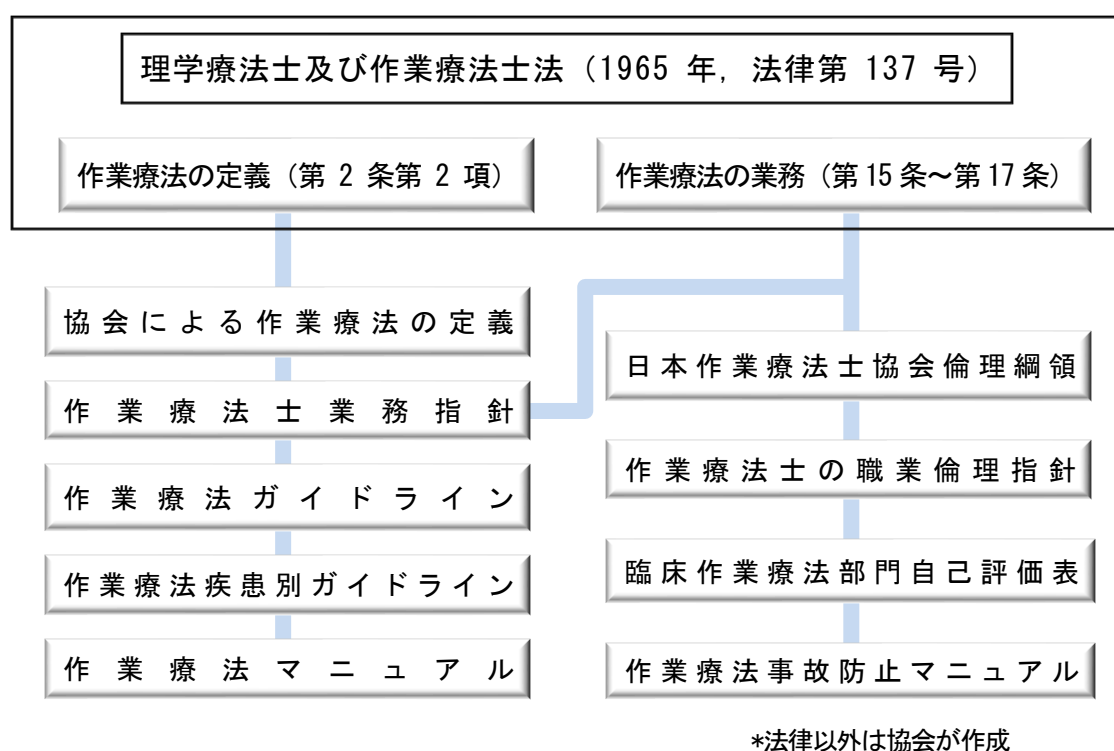 理学療法士及び作業療法士法（1965 年，法律第 137 号）
作業療法の定義（第 2 条第 2 項）
作業療法の業務（第 15 条～第 17 条）
協会による作業療法の定義
作業療法士業務指針
作業療法ガイドライン
作業療法疾患別ガイドライン
作業療法マニュアル
日本作業療法士協会倫理綱領
作業療法士の職業倫理指針
臨床作業療法部門自己評価表
作業療法事故防止マニュアル
*法律以外は協会が作成